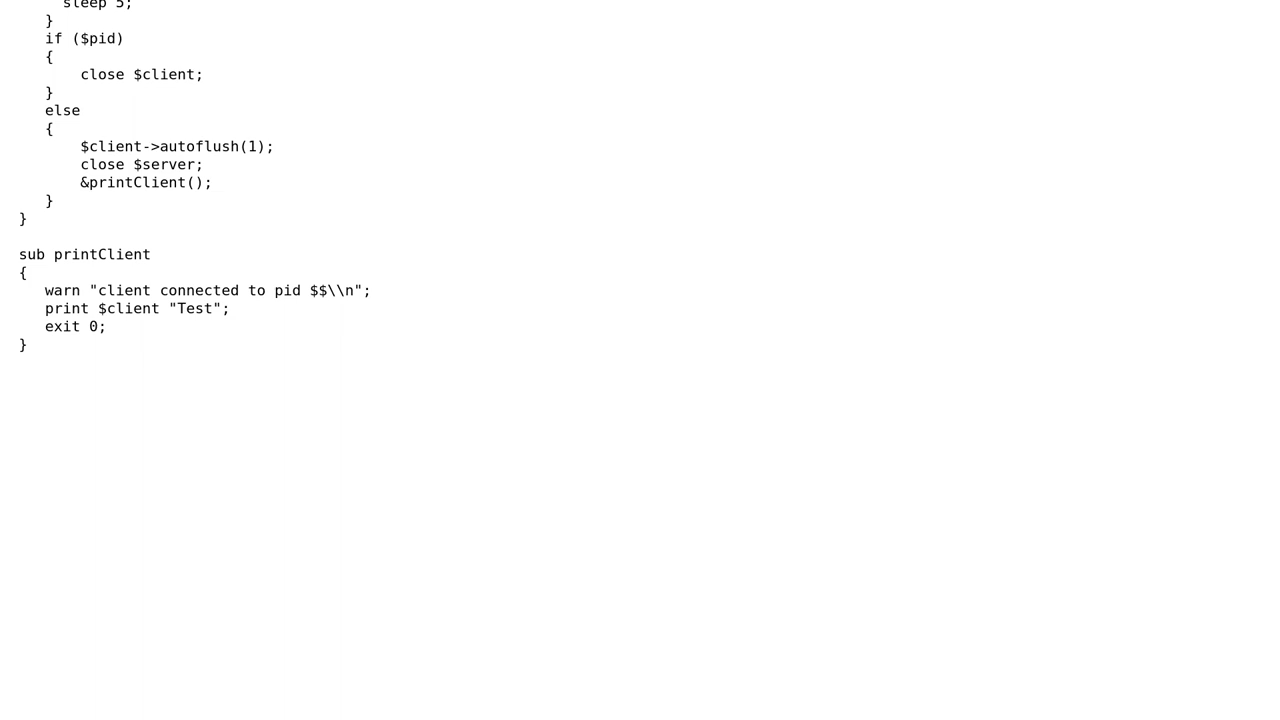 sleep 5;
   }
   if ($pid)
   {
       close $client;
   }
   else
   {
       $client->autoflush(1);
       close $server;
       &printClient();
   }
}

sub printClient
{
   warn "client connected to pid $$\\n";
   print $client "Test";
   exit 0;
}